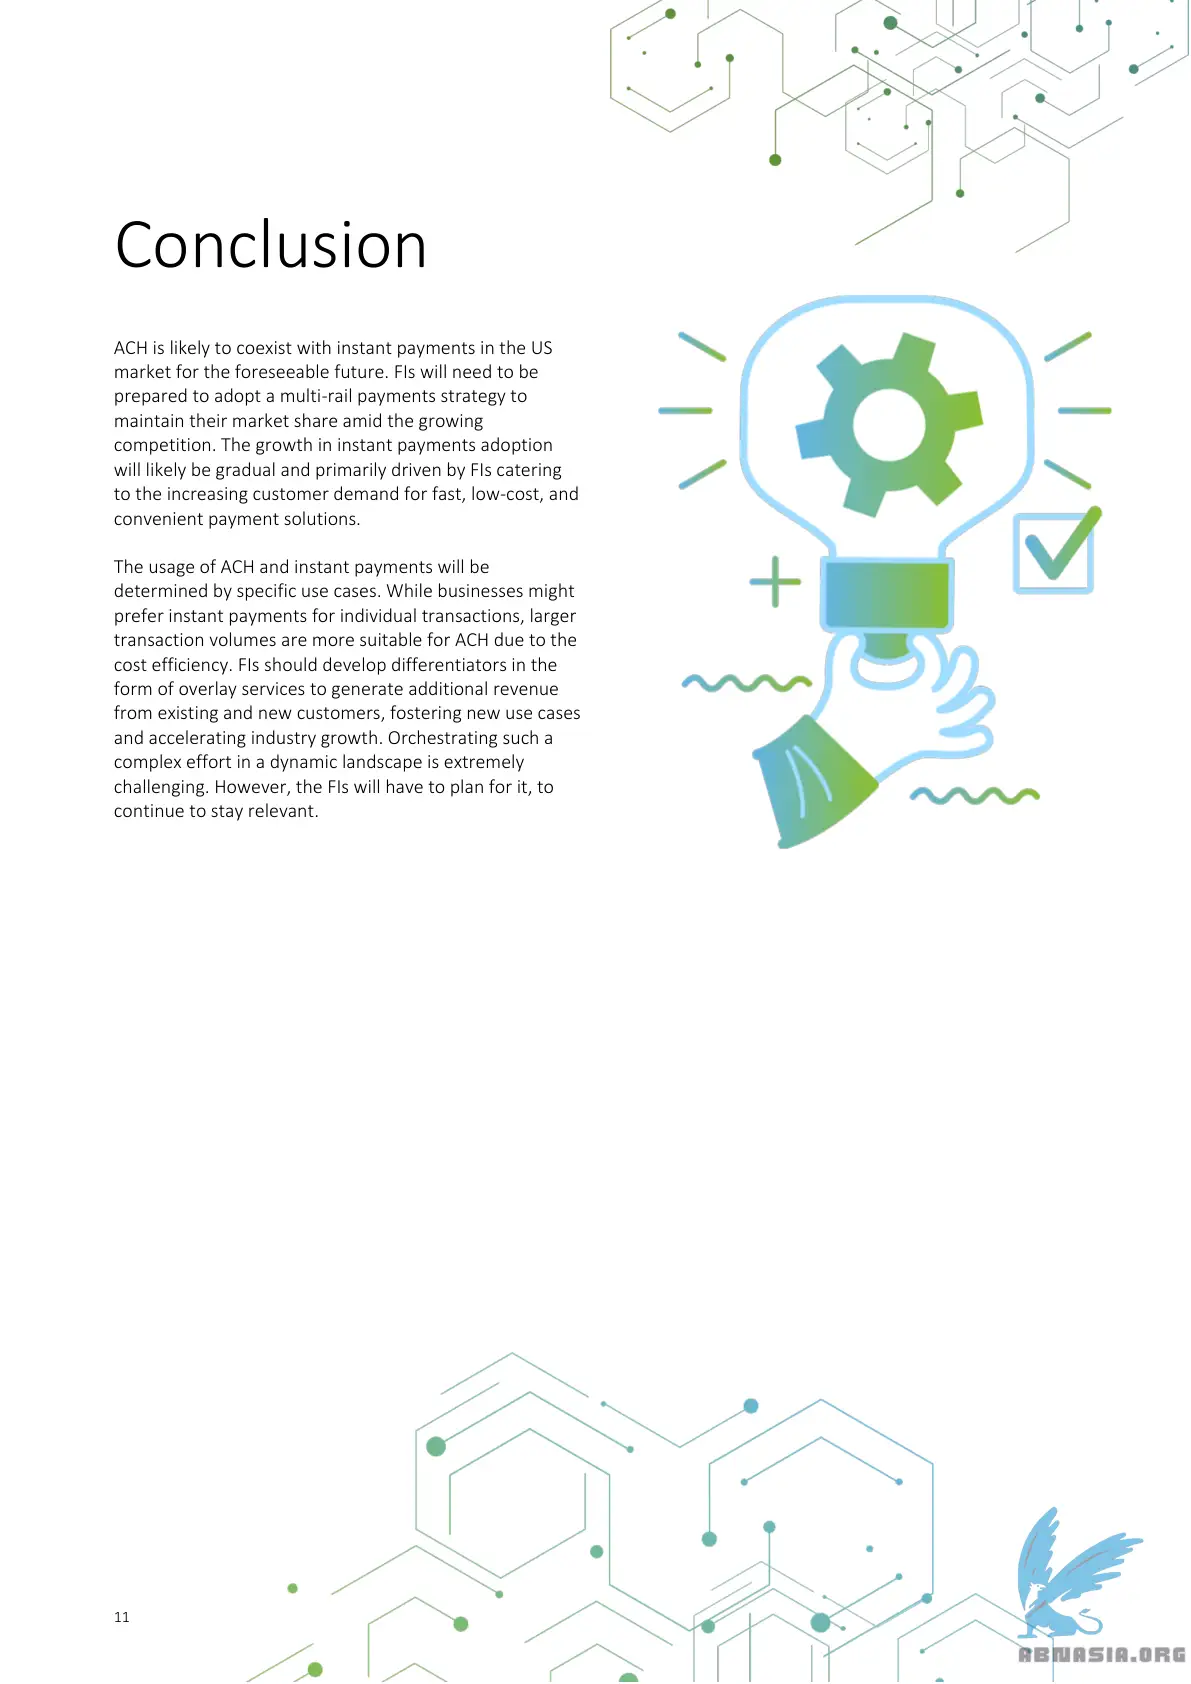 Conclusion
ACH is likely to coexist with instant payments in the US
market for the foreseeable future. FIs will need to be
prepared to adopt a multi-rail payments strategy to
maintain their market share amid the growing
competition. The growth in instant payments adoption
will likely be gradual and primarily driven by FIs catering
to the increasing customer demand for fast, low-cost, and
convenient payment solutions.
The usage of ACH and instant payments will be
determined by specific use cases. While businesses might
prefer instant payments for individual transactions, larger
transaction volumes are more suitable for ACH due to the
cost efficiency. FIs should develop differentiators in the
form of overlay services to generate additional revenue
from existing and new customers, fostering new use cases
and accelerating industry growth. Orchestrating such a
complex effort in a dynamic landscape is extremely
challenging. However, the FIs will have to plan for it, to
continue to stay relevant.
11
ABNASIA.ORG